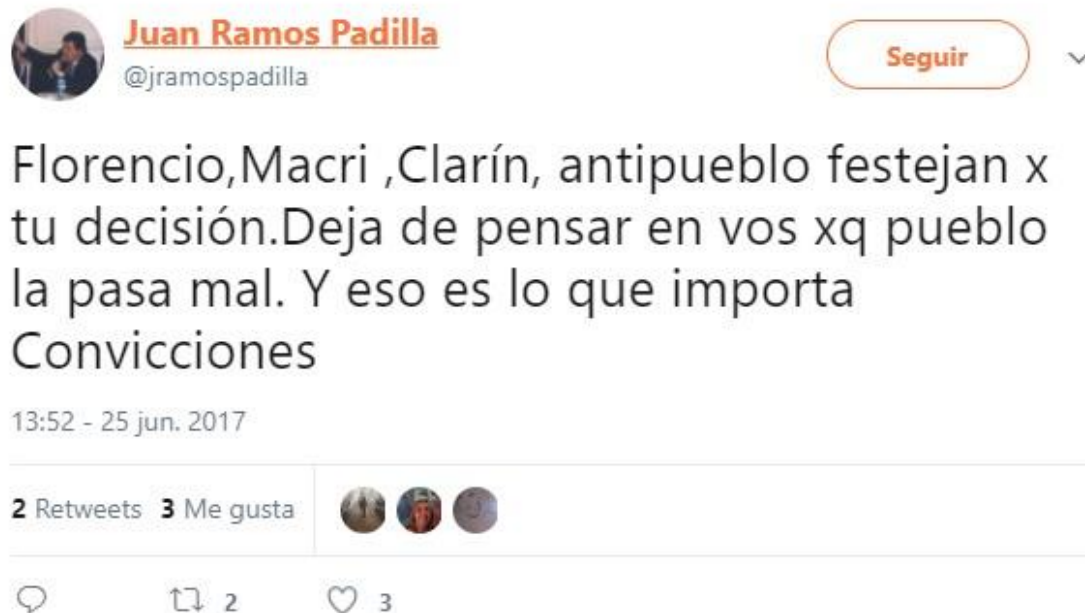 Juan Ramos Padilla
@jramospadilla
Seguir
Florencio,Macri ,Clarín, antipueblo festejan x
tu decisión.Deja de pensar en vos xq pueblo
la pasa mal. Y eso es lo que importa
Convicciones
13:52 - 25 jun. 2017
2 Retweets 3 Me gusta
2 3